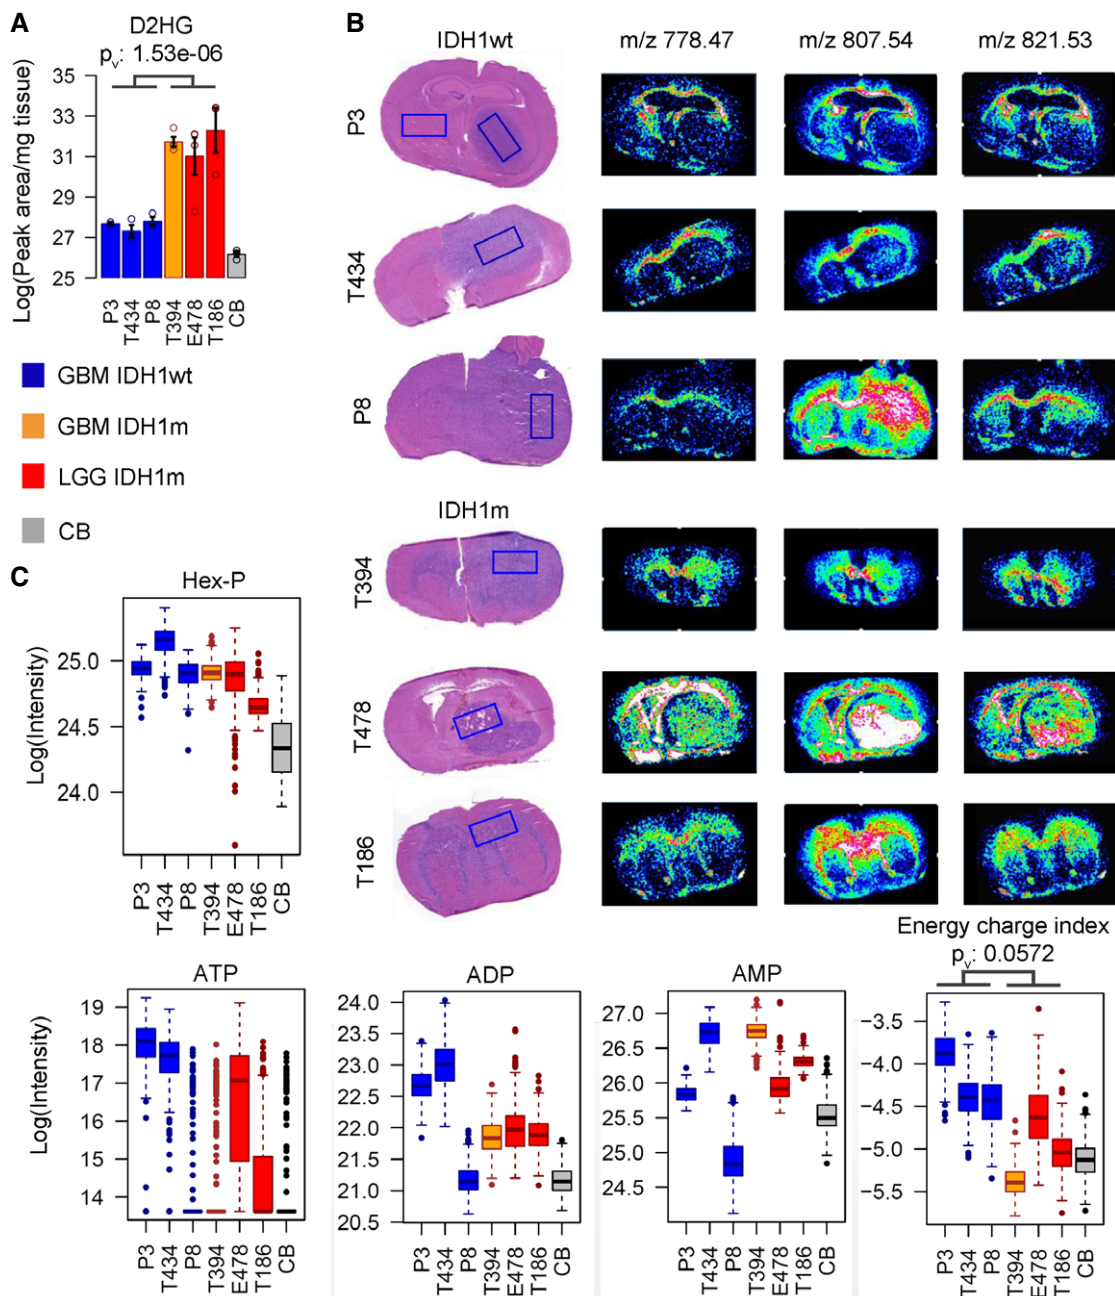 A
D2HG
pv: 1.53e-06
Log(Peak area/mg tissue)
35
33
31
29
27
25
P3
T434
P8
T394
E478
T186
CB
GBM IDH1wt
GBM IDH1m
LGG IDH1m
CB
B
IDH1wt
m/z 778.47
m/z 807.54
m/z 821.53
P3
T434
P8
IDH1m
T394
T478
T186
C
Hex-P
Log(Intensity)
25.0
24.5
24.0
P3
T434
P8
T394
E478
T186
CB
ATP
Log(Intensity)
19
18
17
16
15
14
P3
T434
P8
T394
E478
T186
CB
ADP
24.0
23.5
23.0
22.5
22.0
21.5
21.0
20.5
P3
T434
P8
T394
E478
T186
CB
AMP
27.0
26.5
26.0
25.5
25.0
24.5
P3
T434
P8
T394
E478
T186
CB
Energy charge index
pv: 0.0572
−3.5
−4.0
−4.5
−5.0
−5.5
P3
T434
P8
T394
E478
T186
CB